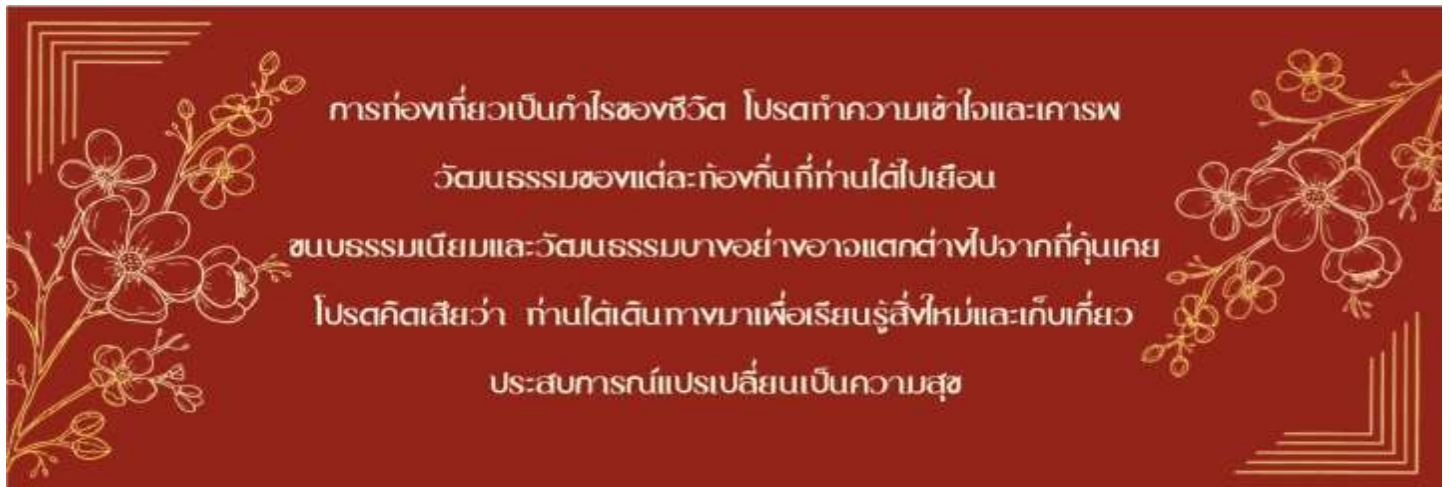 การท่องเที่ยวเป็นกำไรของชีวิต โปรดทำความเข้าใจและเคารพ
วัฒนธรรมของแต่ละท้องถิ่นที่ท่านได้ไปเยือน
ขนบธรรมเนียมและวัฒนธรรมบางอย่างอาจแตกต่างไปจากที่คุ้นเคย
โปรดคิดเสียว่า ท่านได้เดินทางมาเพื่อเรียนรู้สิ่งใหม่และเก็บเกี่ยว
ประสบการณ์แปรเปลี่ยนเป็นความสุข